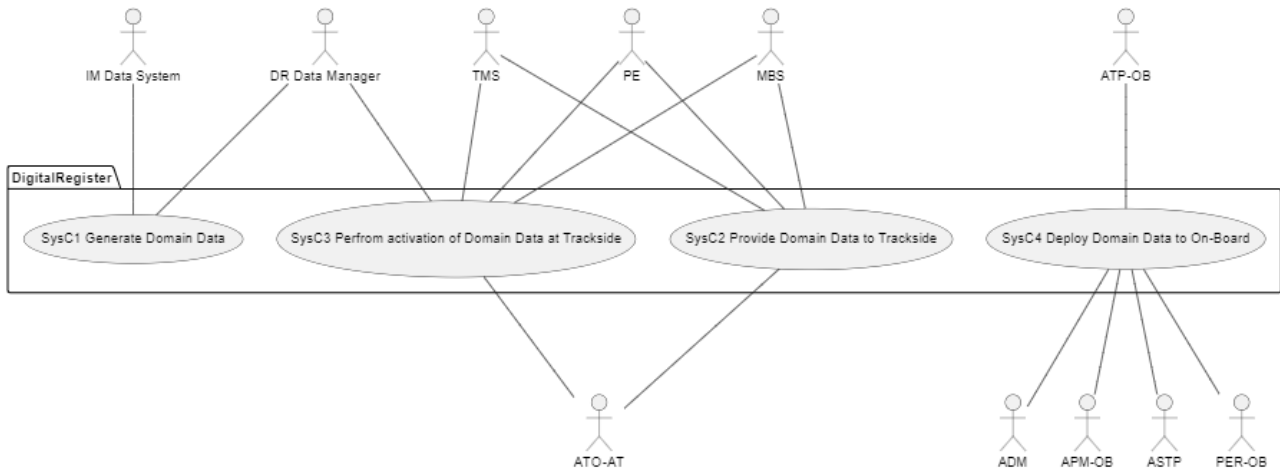 IM Data System
DR Data Manager
TMS
PE
MBS
ATP-OB
DigitalRegister
SysC1 Generate Domain Data
SysC3 Perfrom activation of Domain Data at Trackside
SysC2 Provide Domain Data to Trackside
SysC4 Deploy Domain Data to On-Board
ATO-AT
ADM
APM-OB
ASTP
PER-OB